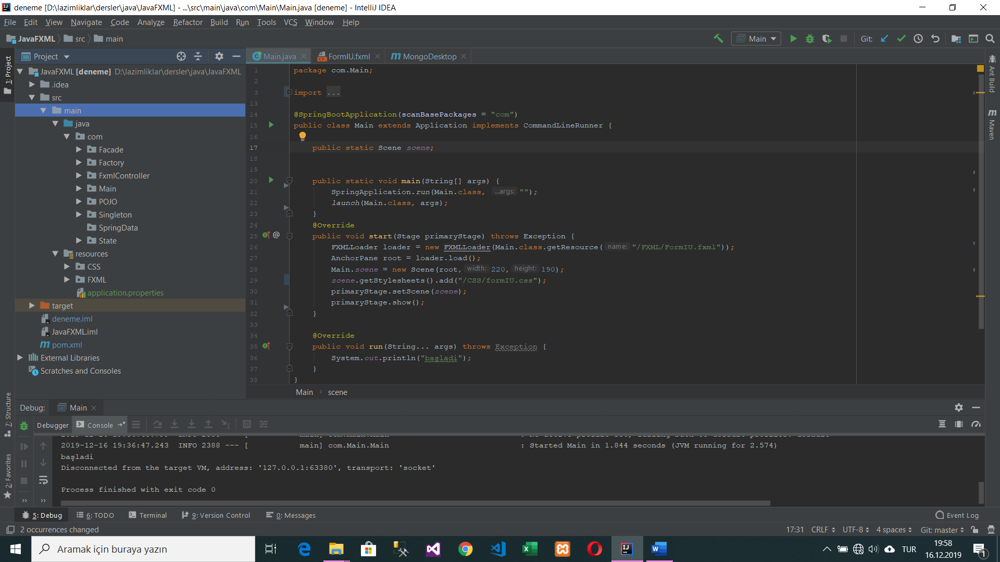 deneme [D:\lazimliklar\dersler\java\JavaFXML] - ...\src\main\java\com\Main\Main.java [deneme] - IntelliJ IDEA
File Edit View Navigate Code Analyze Refactor Build Run Tools VCS Window Help
JavaFXML src main
Main Git:
1: Project
7: Structure
2: Favorites
Project
JavaFXML [deneme] D:\lazimliklar\dersler\java\JavaFXML
.idea
src
main
java
com
Facade
Factory
FxmlController
Main
POJO
Singleton
SpringData
State
resources
CSS
FXML
application.properties
target
deneme.iml
JavaFXML.iml
pom.xml
External Libraries
Scratches and Consoles
Main.java FormIU.fxml MongoDesktop
1 package com.Main;
2
3 import ...
13
14 @SpringBootApplication(scanBasePackages = "com")
15 public class Main extends Application implements CommandLineRunner {
16
17 public static Scene scene;
18
19
20 public static void main(String[] args) {
21 SpringApplication.run(Main.class, ...args: "");
22 launch(Main.class, args);
23 }
24 @Override
25 @ public void start(Stage primaryStage) throws Exception {
26 FXMLLoader loader = new FXMLLoader(Main.class.getResource( name: "/FXML/FormIU.fxml"));
27 AnchorPane root = loader.load();
28 Main.scene = new Scene(root, width: 220, height: 190);
29 scene.getStylesheets().add("/CSS/formIU.css");
30 primaryStage.setScene(scene);
31 primaryStage.show();
32 }
33
34 @Override
35 public void run(String... args) throws Exception {
36 System.out.println("başladi");
37 }
38 }
Main scene
Ant Build
Maven
Debug: Main
Debugger Console
2019-12-16 19:36:47.243 INFO 2388 --- [ main] com.Main.Main : Started Main in 1.844 seconds (JVM running for 2.574)
başladi
Disconnected from the target VM, address: '127.0.0.1:63380', transport: 'socket'
Process finished with exit code 0
5: Debug 6: TODO Terminal 9: Version Control 0: Messages Event Log
2 occurrences changed 17:31 CRLF UTF-8 4 spaces Git: master
Aramak için buraya yazın
TUR
19:58
16.12.2019
1